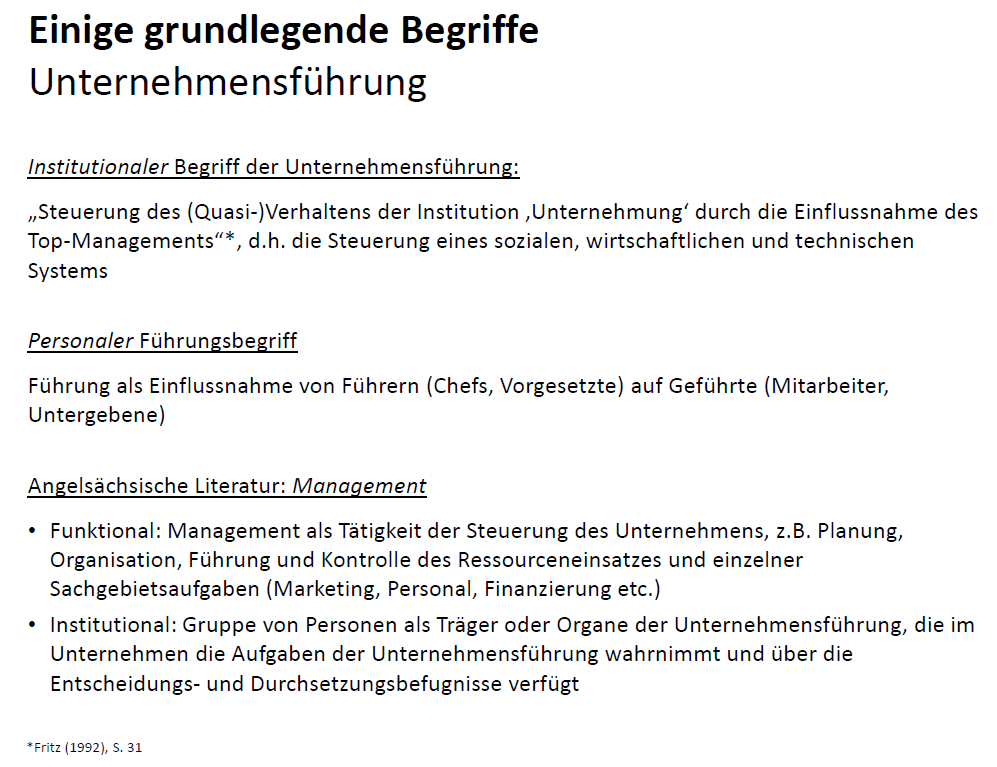 Einige grundlegende Begriffe
Unternehmensführung
Institutionaler Begriff der Unternehmensführung:
„Steuerung des (Quasi-)Verhaltens der Institution ‚Unternehmung‘ durch die Einflussnahme des
Top-Managements“*, d.h. die Steuerung eines sozialen, wirtschaftlichen und technischen
Systems
Personaler Führungsbegriff
Führung als Einflussnahme von Führern (Chefs, Vorgesetzte) auf Geführte (Mitarbeiter,
Untergebene)
Angelsächsische Literatur: Management
• Funktional: Management als Tätigkeit der Steuerung des Unternehmens, z.B. Planung,
Organisation, Führung und Kontrolle des Ressourceneinsatzes und einzelner
Sachgebietsaufgaben (Marketing, Personal, Finanzierung etc.)
• Institutional: Gruppe von Personen als Träger oder Organe der Unternehmensführung, die im
Unternehmen die Aufgaben der Unternehmensführung wahrnimmt und über die
Entscheidungs- und Durchsetzungsbefugnisse verfügt
*Fritz (1992), S. 31